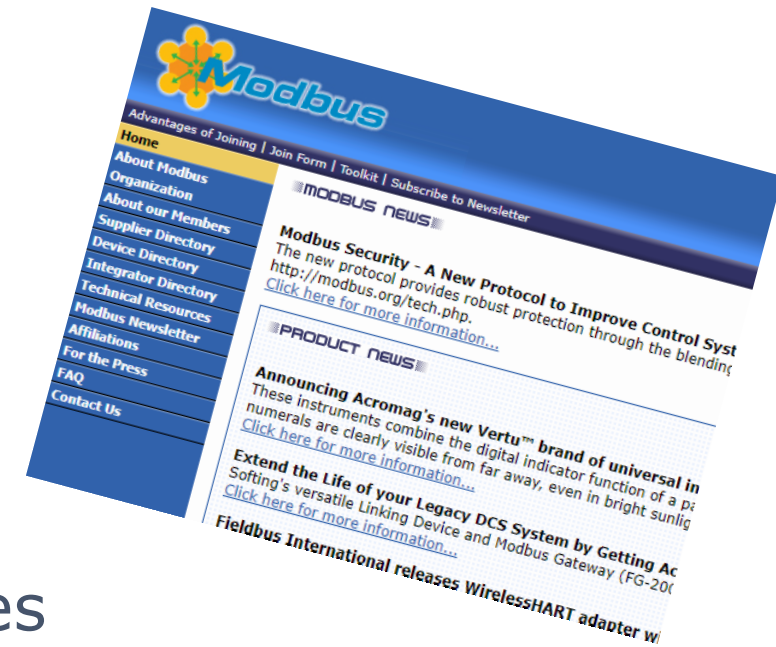 Modbus
Advantages of Joining | Join Form | Toolkit | Subscribe to Newsletter
Home
About Modbus
Organization
About our Members
Supplier Directory
Device Directory
Integrator Directory
Technical Resources
Modbus Newsletter
Affiliations
For the Press
FAQ
Contact Us
MODBUS NEWS
Modbus Security - A New Protocol to Improve Control Syst
The new protocol provides robust protection through the blending
http://modbus.org/tech.php.
Click here for more information...
PRODUCT NEWS
Announcing Acromag's new Vertu™ brand of universal in
These instruments combine the digital indicator function of a pa
numerals are clearly visible from far away, even in bright sunlig
Click here for more information...
Extend the Life of your Legacy DCS System by Getting Ac
Softing's versatile Linking Device and Modbus Gateway (FG-200
Click here for more information...
Fieldbus International releases WirelessHART adapter wi
es